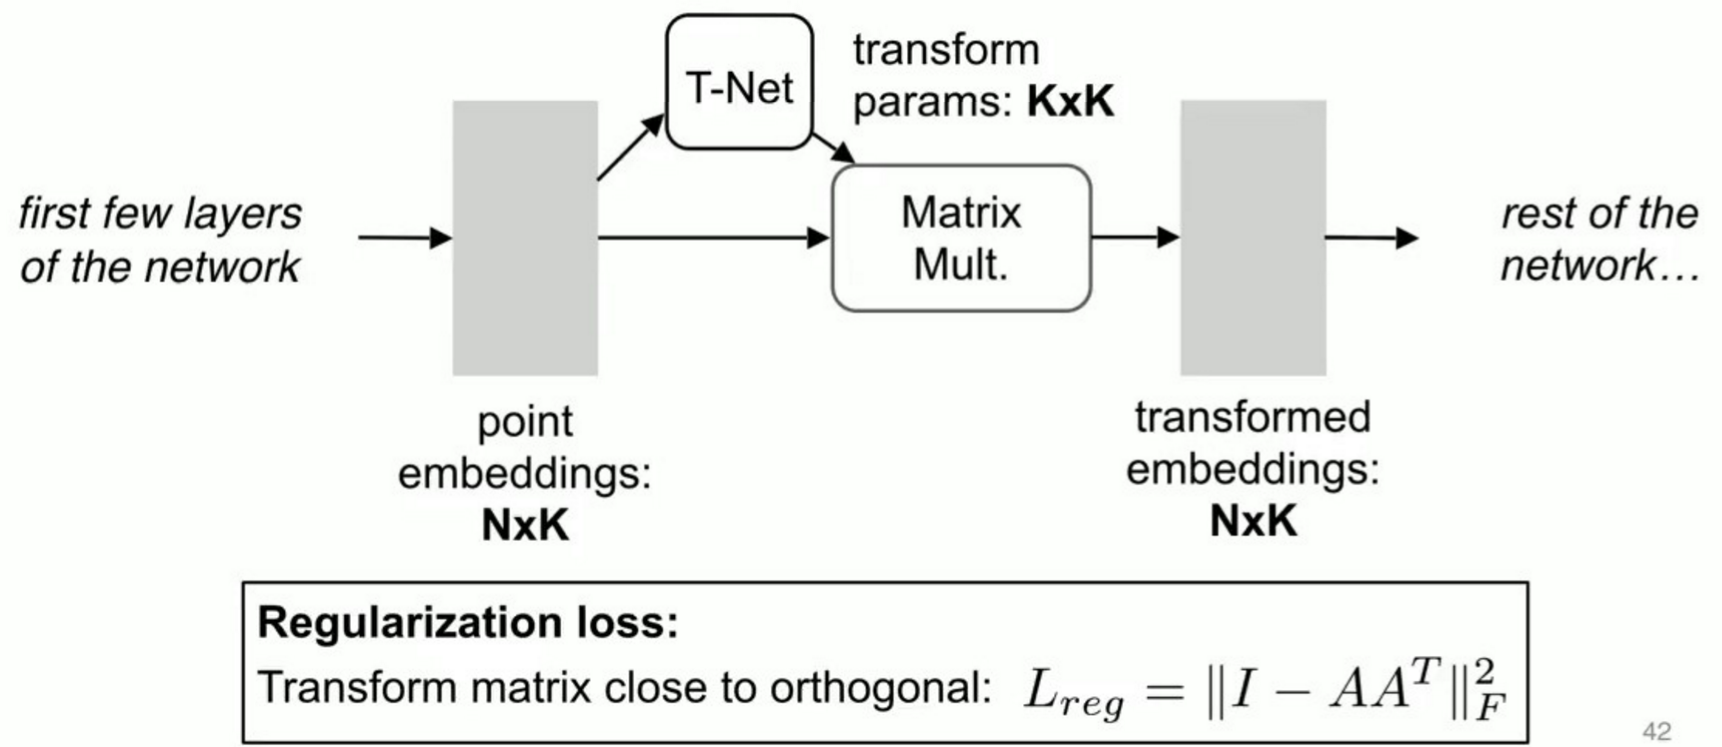 T-Net
transform
params: KxK
first few layers
of the network
Matrix
Mult.
rest of the
network…
point
embeddings:
NxK
transformed
embeddings:
NxK
Regularization loss:
Transform matrix close to orthogonal: $L_{reg} = \|I - AA^T\|_F^2$
42